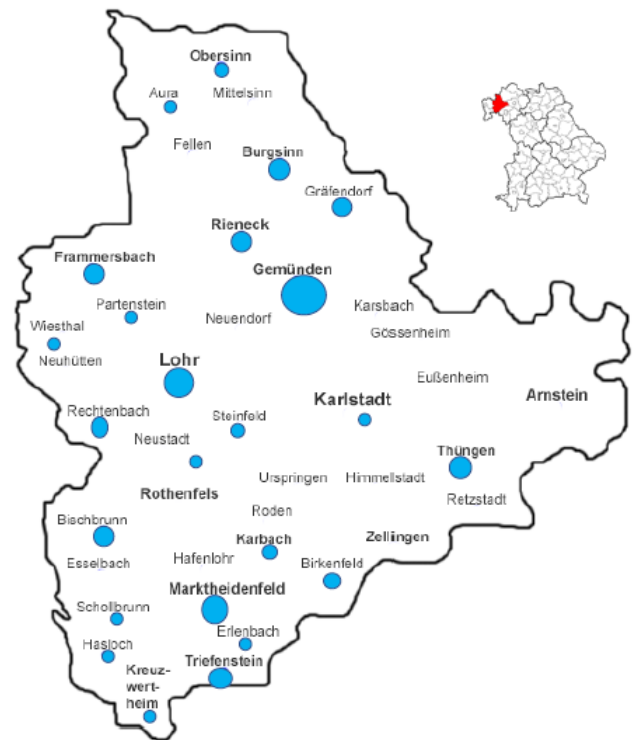 Obersinn
Aura
Mittelsinn
Fellen
Burgsinn
Gräfendorf
Rieneck
Frammersbach
Gemünden
Partenstein
Karsbach
Neuendorf
Wiesthal
Gössenheim
Neuhütten
Lohr
Eußenheim
Karlstadt
Arnstein
Rechtenbach
Steinfeld
Neustadt
Thüngen
Urspringen
Himmelstadt
Rothenfels
Retzstadt
Roden
Bischbrunn
Karbach
Zellingen
Esselbach
Hafenlohr
Birkenfeld
Marktheidenfeld
Schollbrunn
Erlenbach
Hasloch
Triefenstein
Kreuz-
wert-
heim